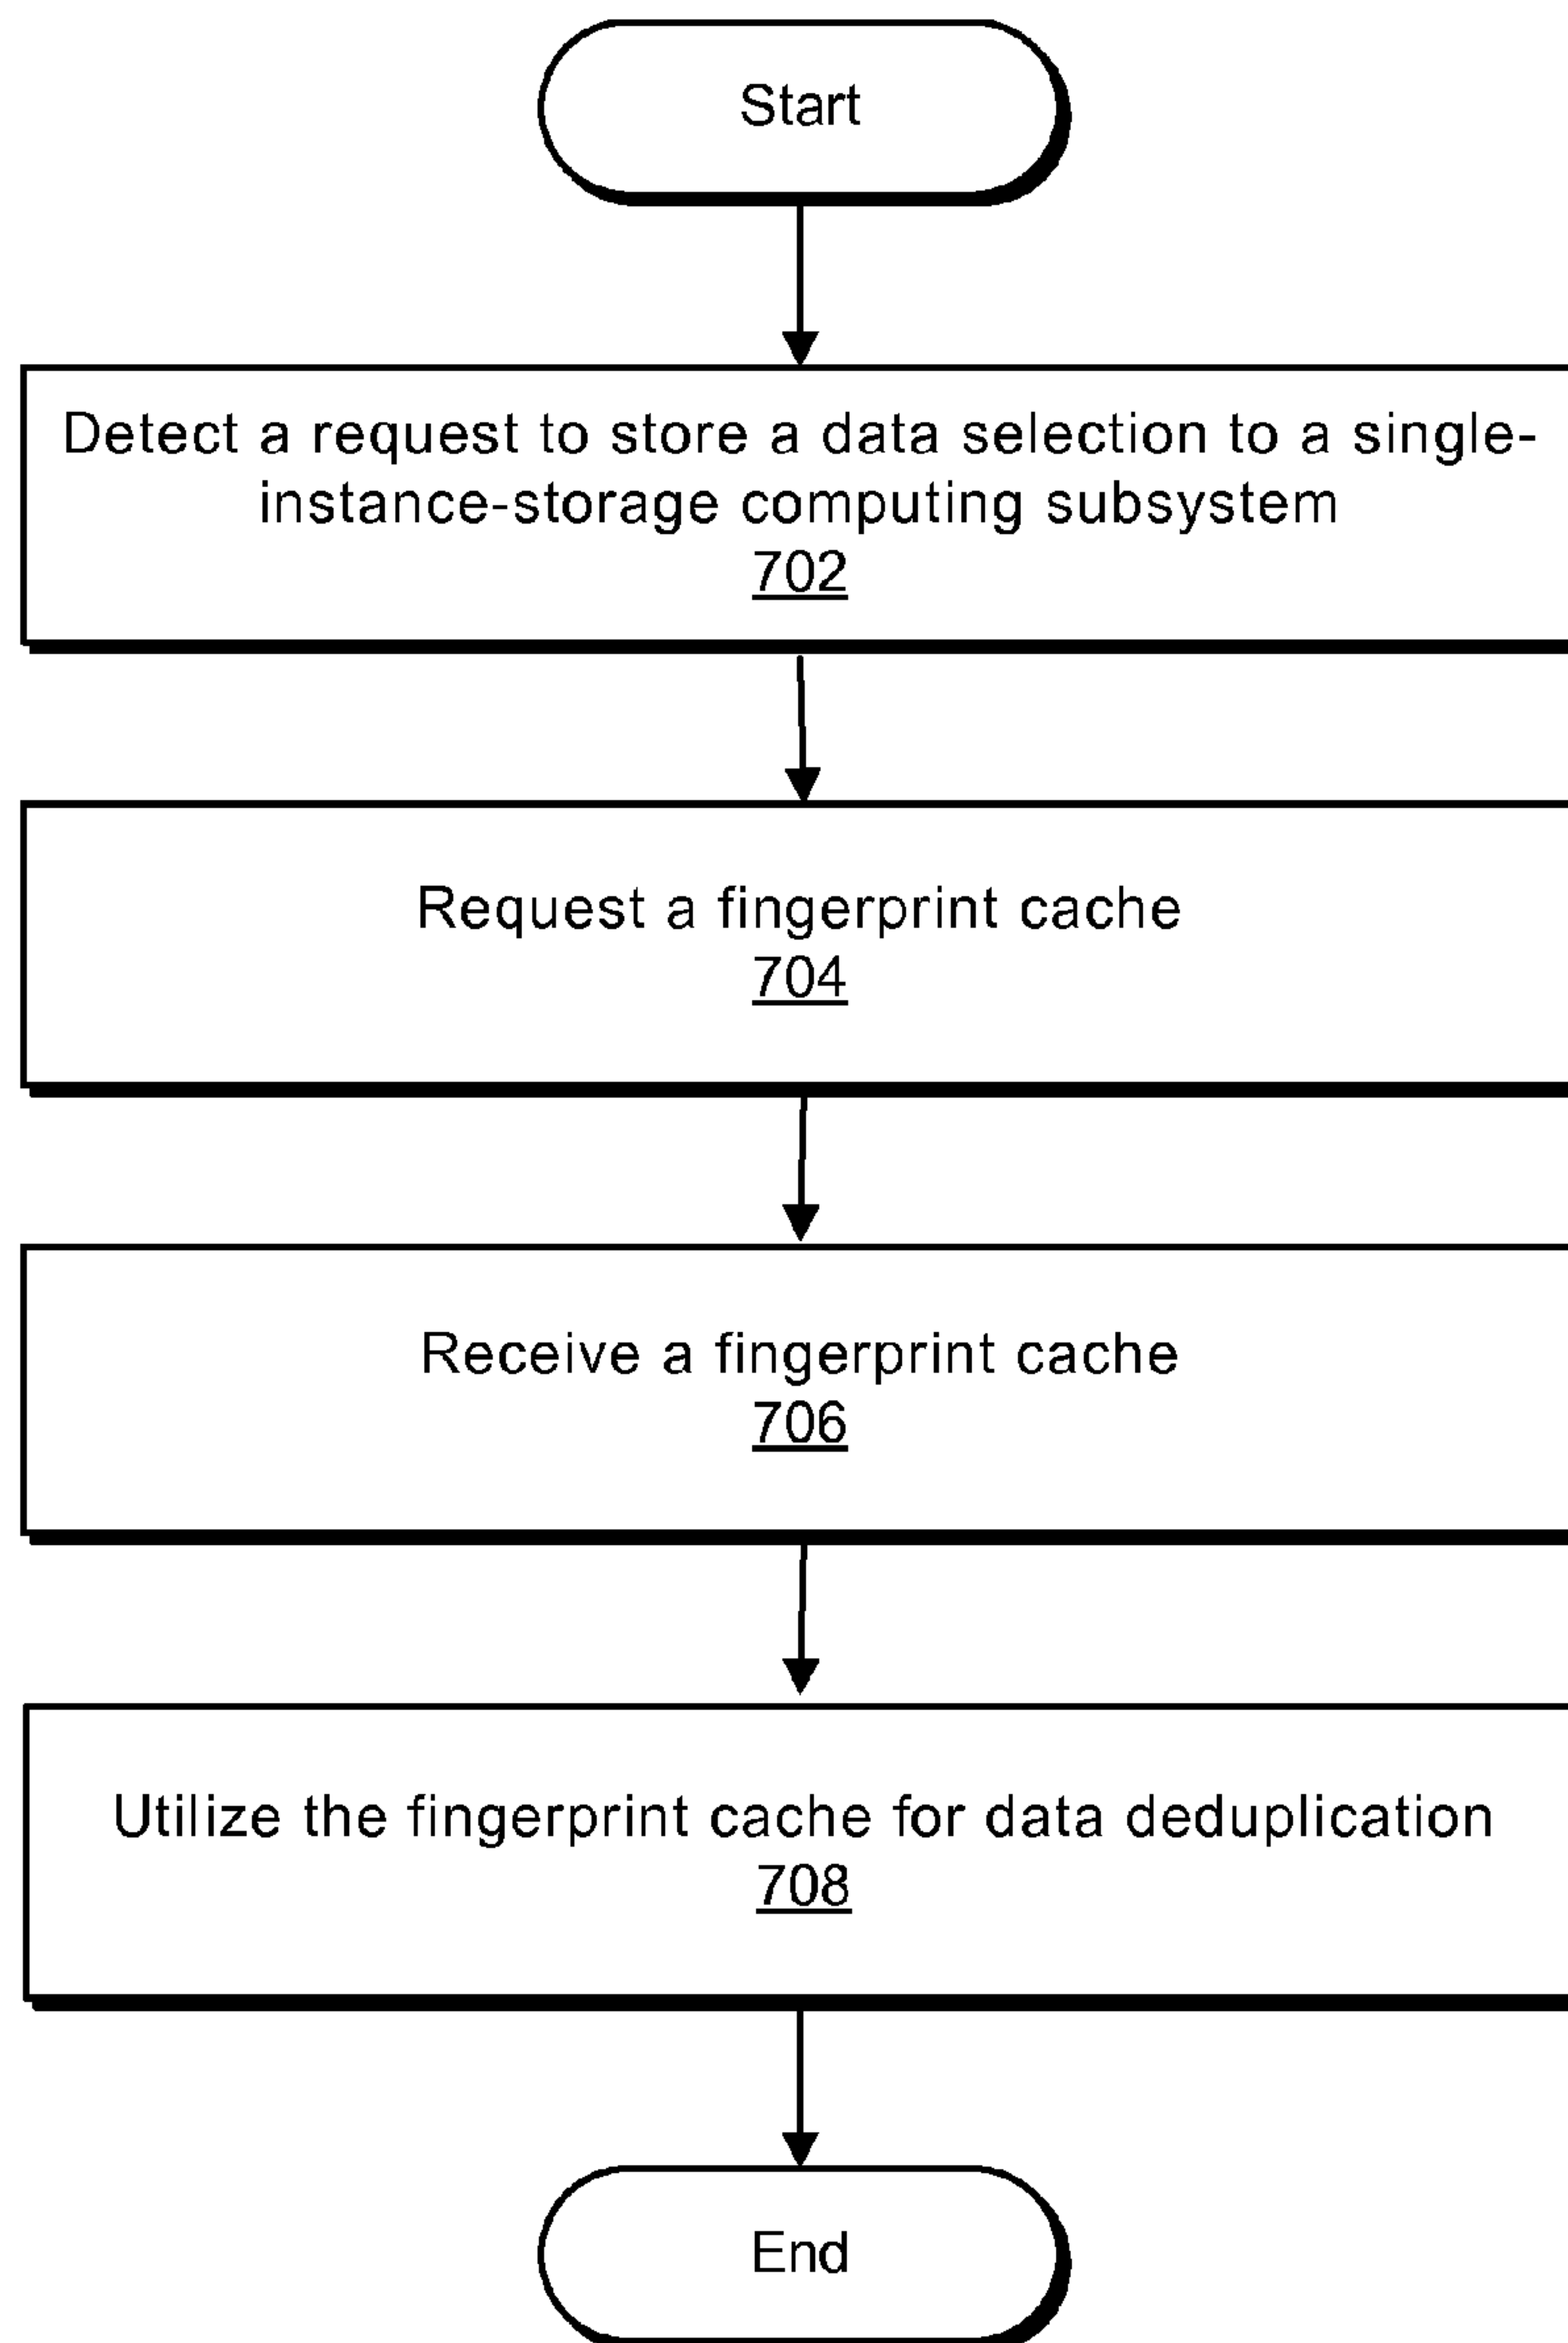 Start
Detect a request to store a data selection to a single-
instance-storage computing subsystem
702
Request a fingerprint cache
704
Receive a fingerprint cache
706
Utilize the fingerprint cache for data deduplication
708
End